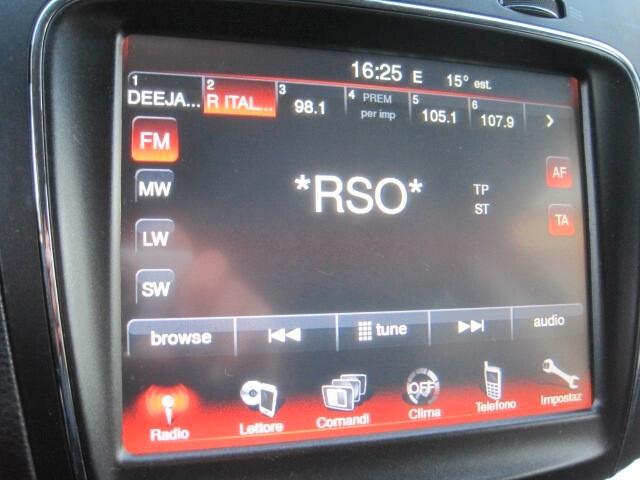 16:25 E 15° est.
1 DEEJA... 2 R ITAL... 3 98.1 4 PREM per imp 5 105.1 6 107.9 >
FM
AF
MW
*RSO*
TP
ST
TA
LW
SW
browse tune audio
Radio Lettore Comandi OFF Clima Telefono Impostaz